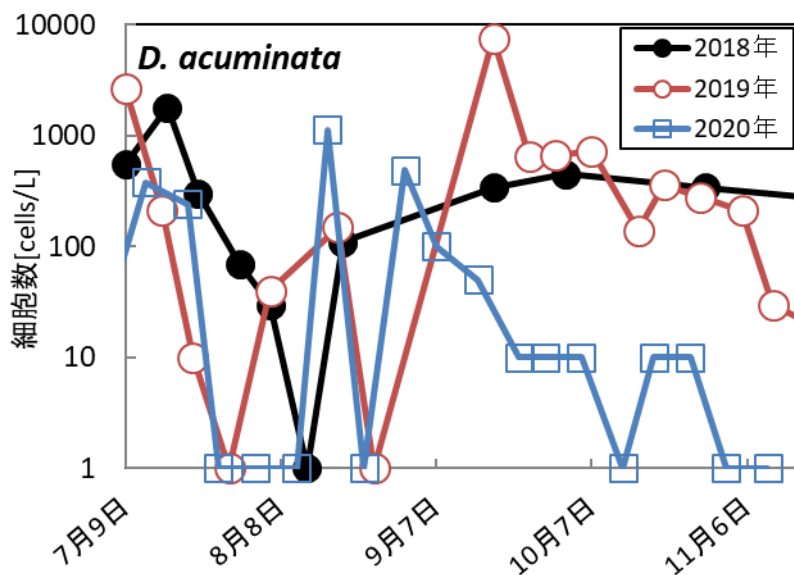 D. acuminata
2018年
2019年
2020年
細胞数[cells/L]
10000
1000
100
10
1
7月9日
8月8日
9月7日
10月7日
11月6日